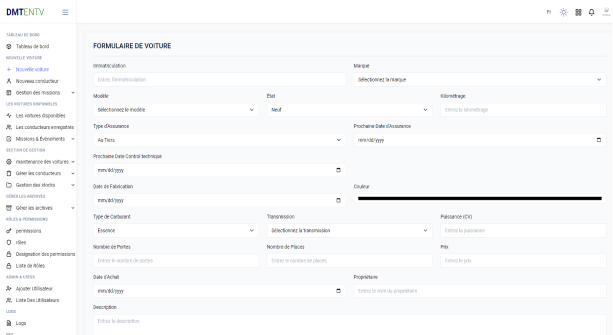 DMTENTV
Fr
TABLEAU DE BORD
Tableau de bord
NOUVELLE VOITURE
Nouvelle voiture
Nouveau conducteur
Gestion des missions
LES VOITURES DISPONIBLES
Les voitures disponibles
Les conducteurs enregistrés
Missions & Événements
SECTION DE GESTION
maintenance des voitures
Gérer les conducteurs
Gestion des stocks
GÉRER LES ARCHIVES
Gérer les archives
RÔLES & PERMISSIONS
permissions
rôles
Designation des permissions
Liste de Rôles
ADMIN & USERS
Ajouter Utilisateur
Liste Des Utilisateurs
LOGS
Logs
FORMULAIRE DE VOITURE
Immatriculation
Marque
Entrez l'immatriculation
Sélectionnez la marque
Modèle
État
Kilométrage
Sélectionnez le modèle
Neuf
Entrez le kilométrage
Type d'Assurance
Prochaine Date d'Assurance
Au Tiers
mm/dd/yyyy
Prochaine Date Control technique
mm/dd/yyyy
Date de Fabrication
Couleur
mm/dd/yyyy
Type de Carburant
Transmission
Puissance (CV)
Essence
Sélectionnez la transmission
Entrez la puissance
Nombre de Portes
Nombre de Places
Prix
Entrez le nombre de portes
Entrez le nombre de places
Entrez le prix
Date d'Achat
Propriétaire
mm/dd/yyyy
Entrez le nom du propriétaire
Description
Entrez la description